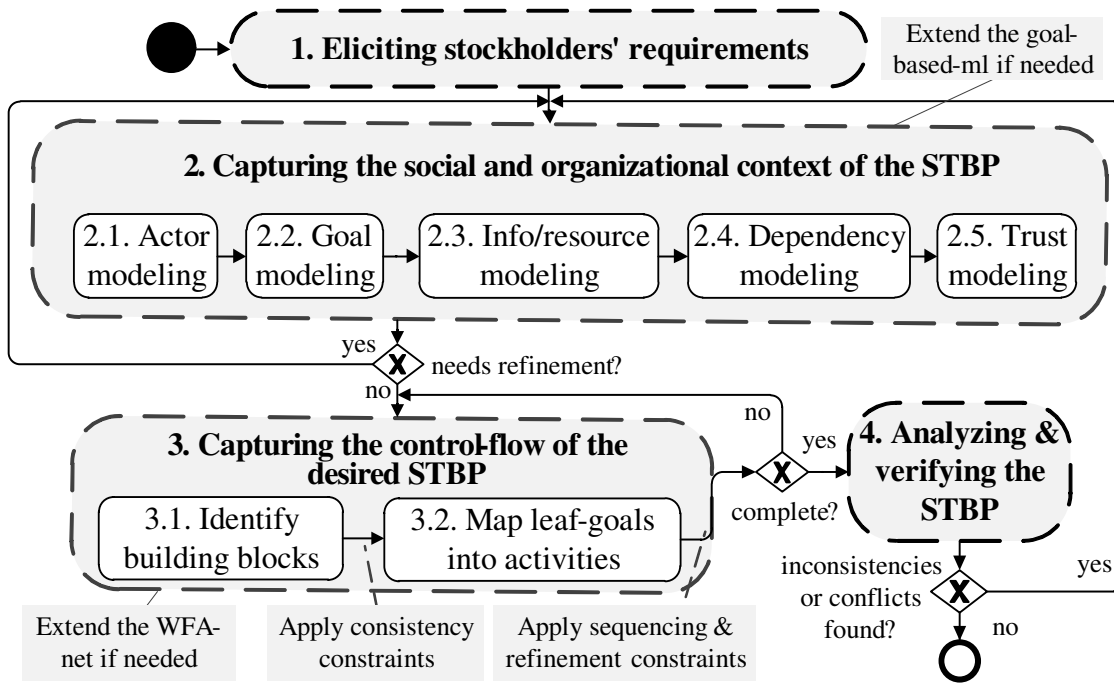 1. Eliciting stockholders' requirements
Extend the goal-
based-ml if needed
2. Capturing the social and organizational context of the STBP
2.1. Actor
modeling
2.2. Goal
modeling
2.3. Info/resource
modeling
2.4. Dependency
modeling
2.5. Trust
modeling
yes
X
needs refinement?
no
3. Capturing the control-flow of the
desired STBP
3.1. Identify
building blocks
3.2. Map leaf-goals
into activities
no
yes
X
complete?
4. Analyzing &
verifying the
STBP
inconsistencies
or conflicts
found?
X
yes
no
Extend the WFA-
net if needed
Apply consistency
constraints
Apply sequencing &
refinement constraints